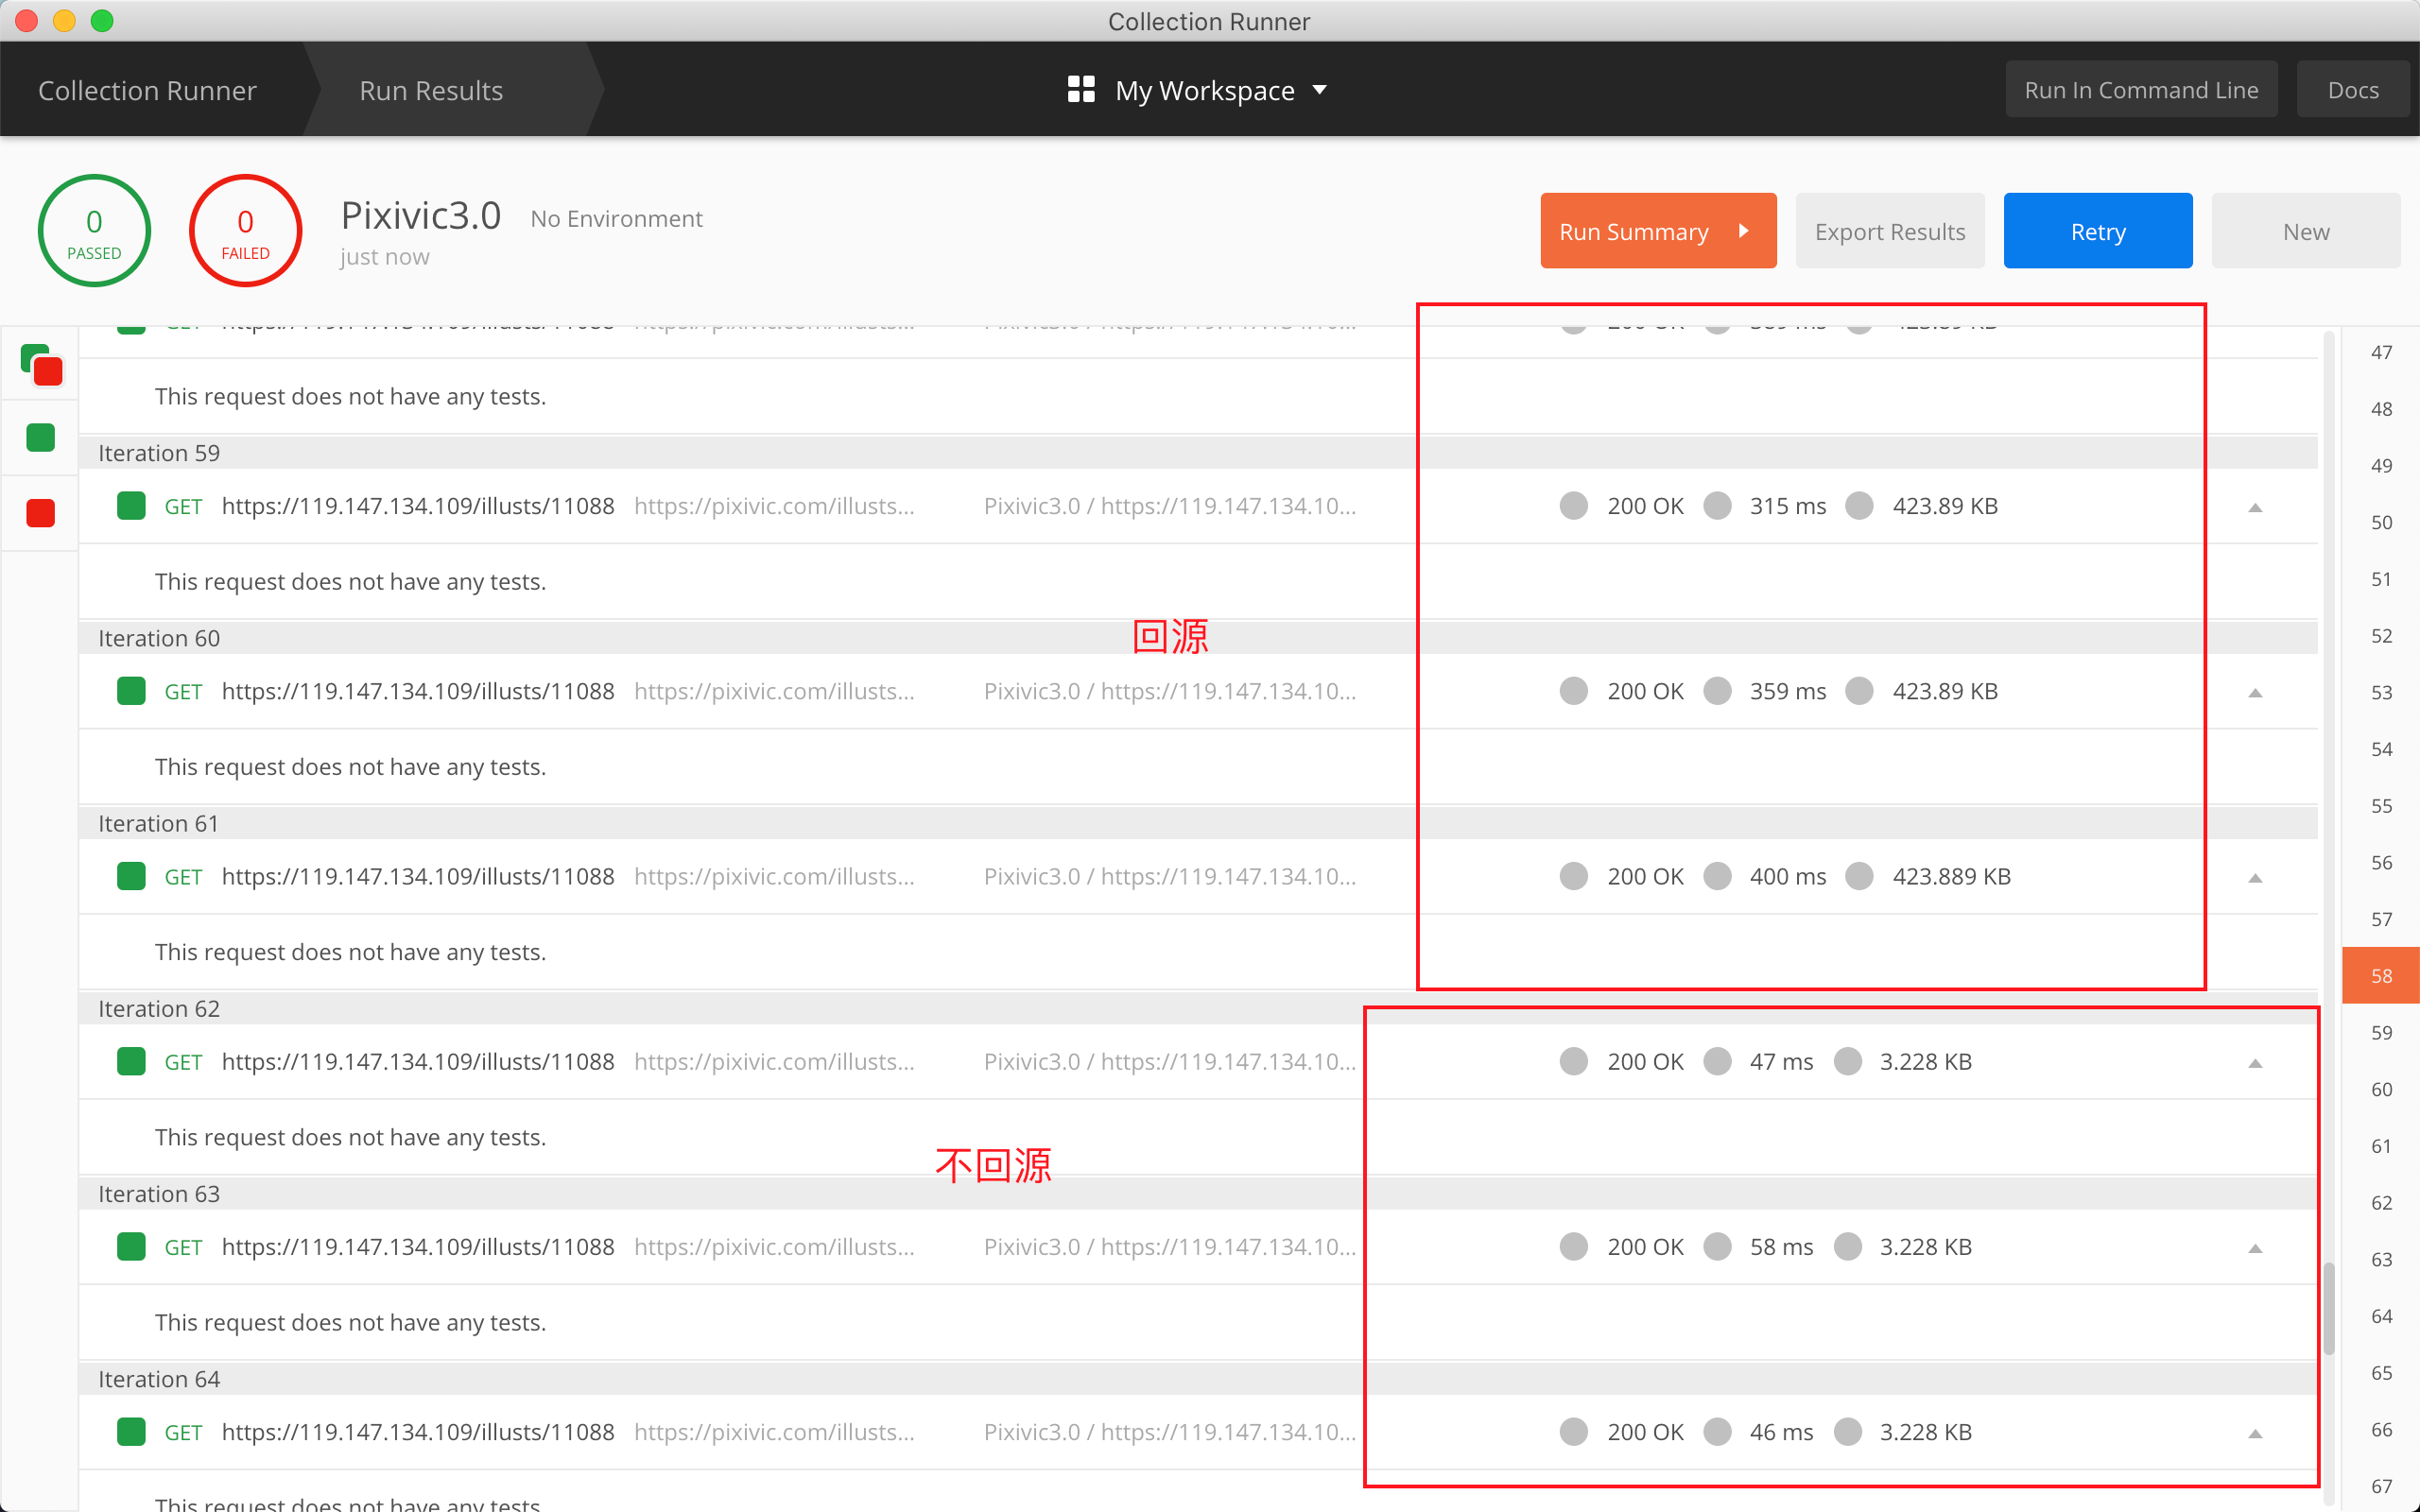 Collection Runner
Collection Runner
Run Results
My Workspace
Run In Command Line
Docs
0
PASSED
0
FAILED
Pixivic3.0
No Environment
just now
Run Summary
Export Results
Retry
New
This request does not have any tests.
Iteration 59
GET https://119.147.134.109/illusts/11088 https://pixivic.com/illusts... Pixivic3.0 / https://119.147.134.10... 200 OK 315 ms 423.89 KB
This request does not have any tests.
Iteration 60
回源
GET https://119.147.134.109/illusts/11088 https://pixivic.com/illusts... Pixivic3.0 / https://119.147.134.10... 200 OK 359 ms 423.89 KB
This request does not have any tests.
Iteration 61
GET https://119.147.134.109/illusts/11088 https://pixivic.com/illusts... Pixivic3.0 / https://119.147.134.10... 200 OK 400 ms 423.889 KB
This request does not have any tests.
Iteration 62
GET https://119.147.134.109/illusts/11088 https://pixivic.com/illusts... Pixivic3.0 / https://119.147.134.10... 200 OK 47 ms 3.228 KB
This request does not have any tests.
不回源
Iteration 63
GET https://119.147.134.109/illusts/11088 https://pixivic.com/illusts... Pixivic3.0 / https://119.147.134.10... 200 OK 58 ms 3.228 KB
This request does not have any tests.
Iteration 64
GET https://119.147.134.109/illusts/11088 https://pixivic.com/illusts... Pixivic3.0 / https://119.147.134.10... 200 OK 46 ms 3.228 KB
This request does not have any tests.
47
48
49
50
51
52
53
54
55
56
57
58
59
60
61
62
63
64
65
66
67